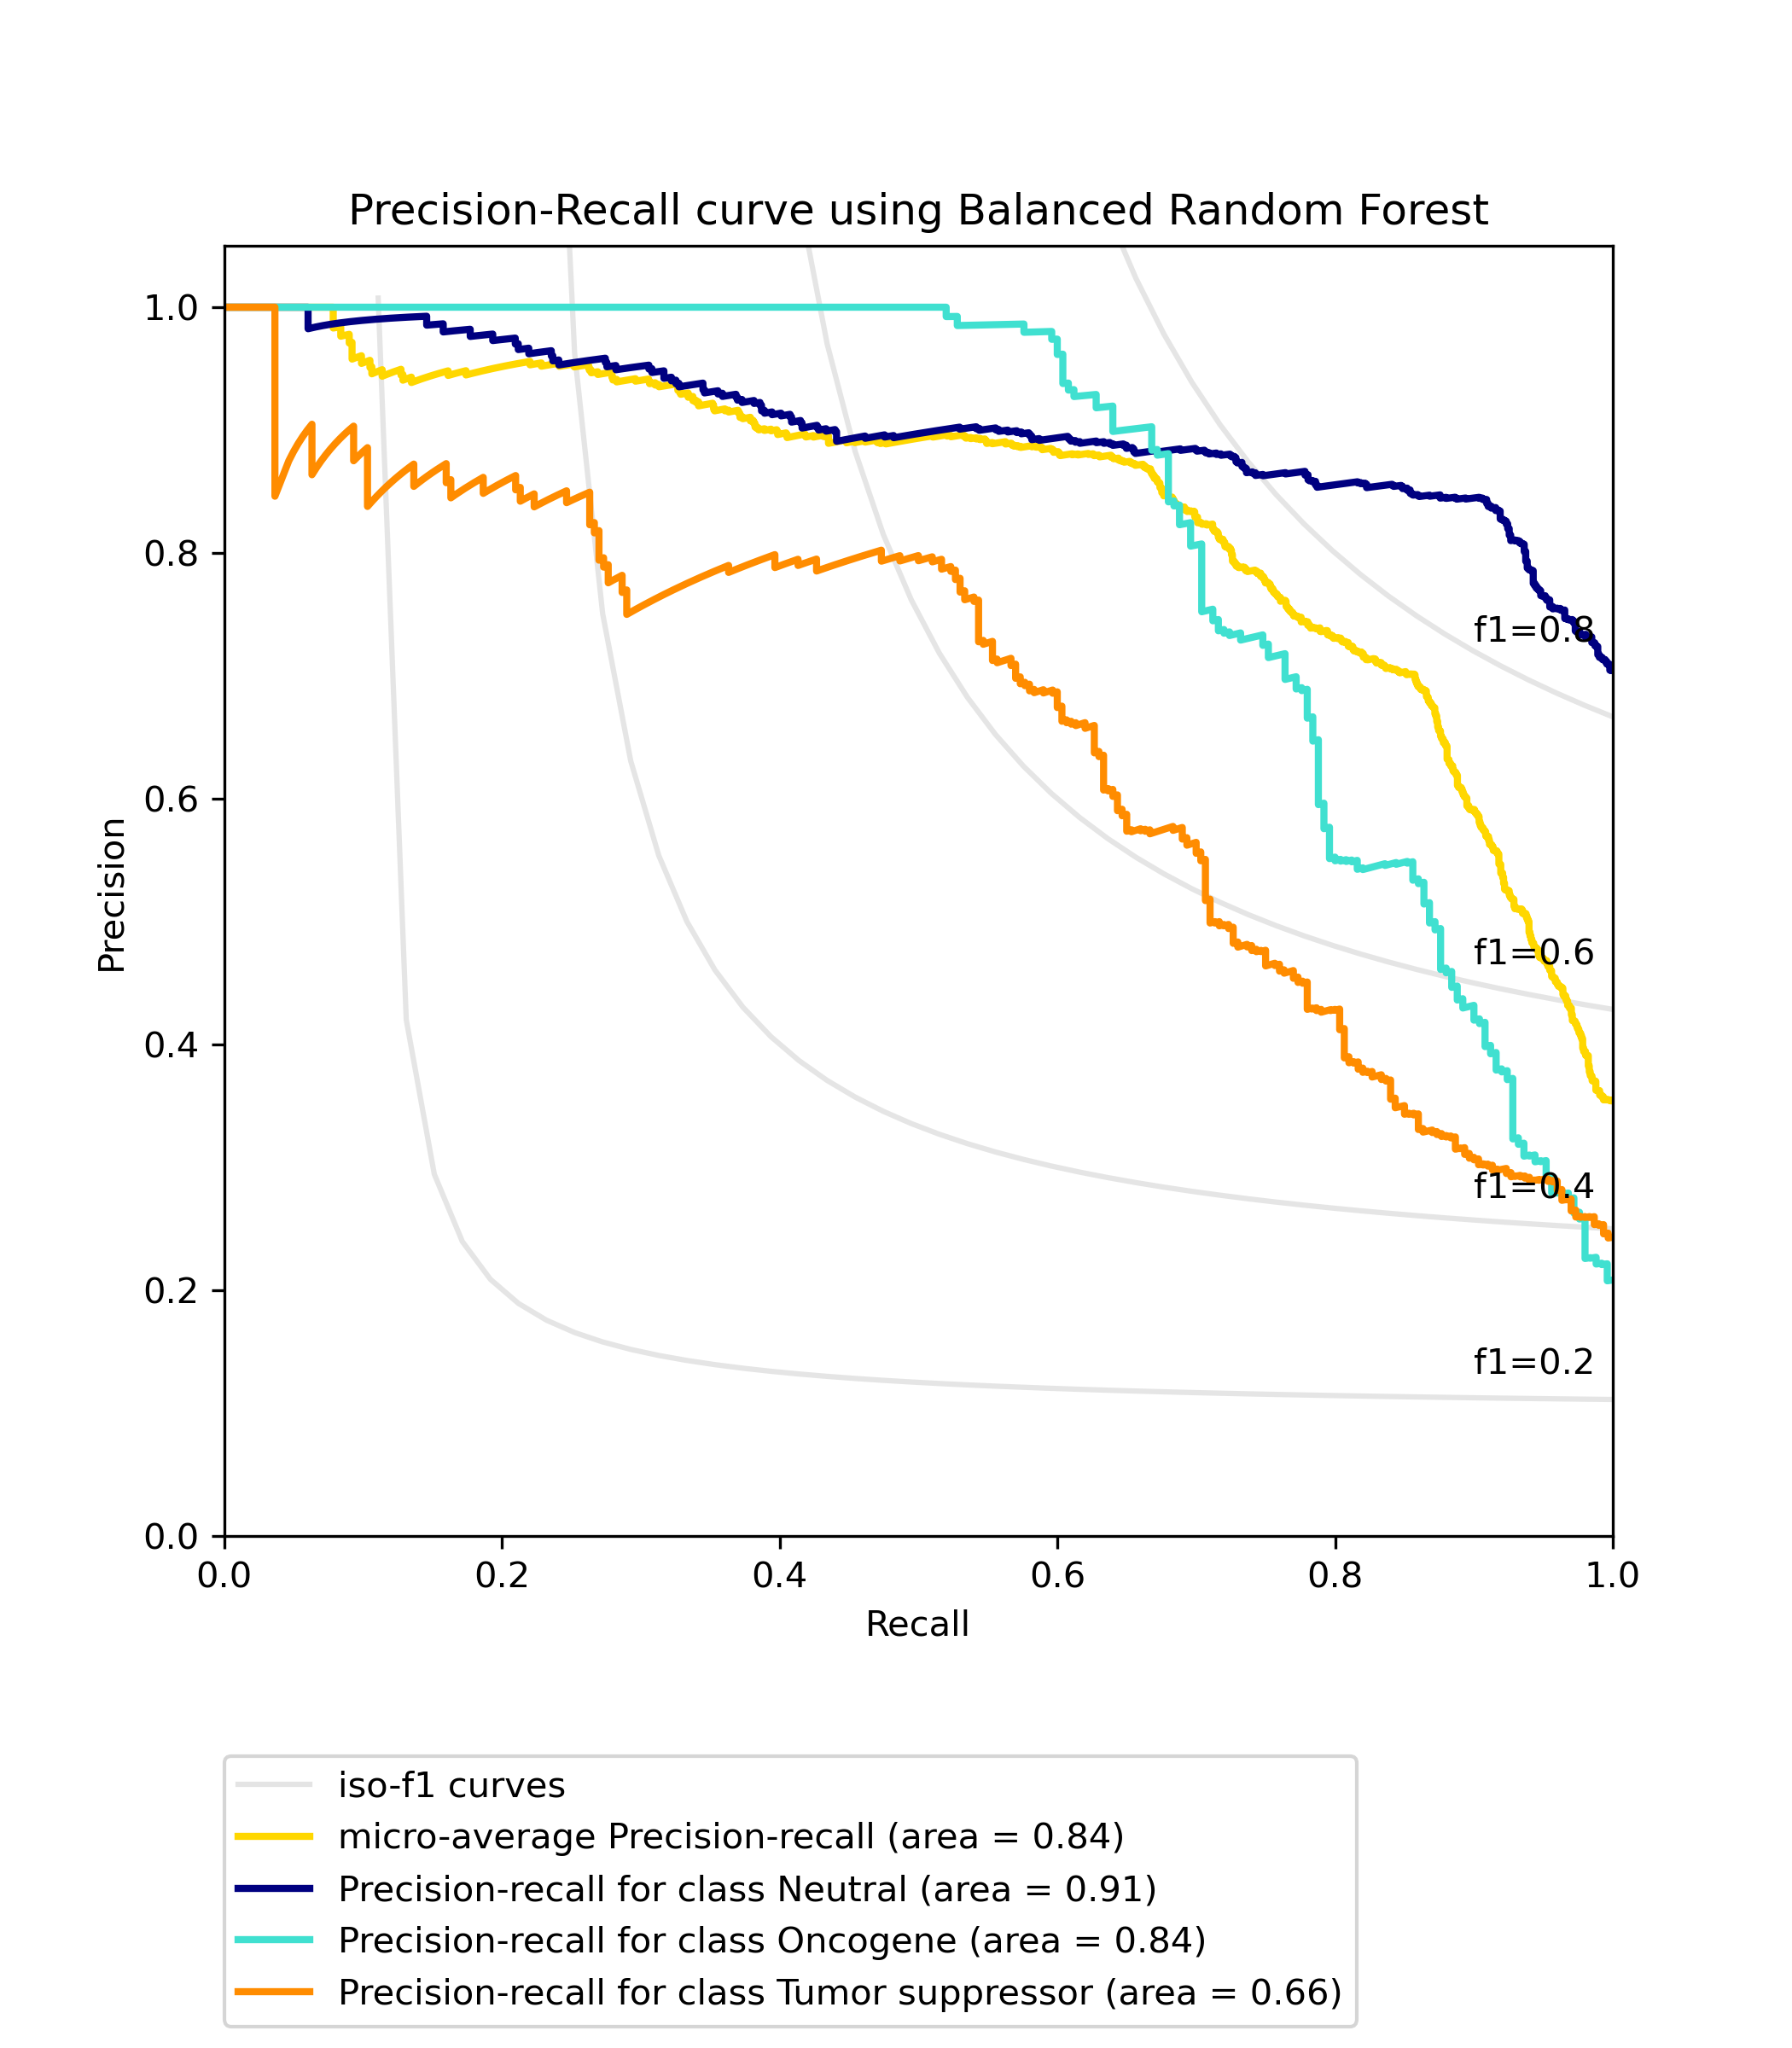 Precision-Recall curve using Balanced Random Forest
1.0
0.8
0.6
0.4
0.2
0.0
Precision
f1=0.8
f1=0.6
f1=0.4
f1=0.2
0.0 0.2 0.4 0.6 0.8 1.0
Recall
iso-f1 curves
micro-average Precision-recall (area = 0.84)
Precision-recall for class Neutral (area = 0.91)
Precision-recall for class Oncogene (area = 0.84)
Precision-recall for class Tumor suppressor (area = 0.66)